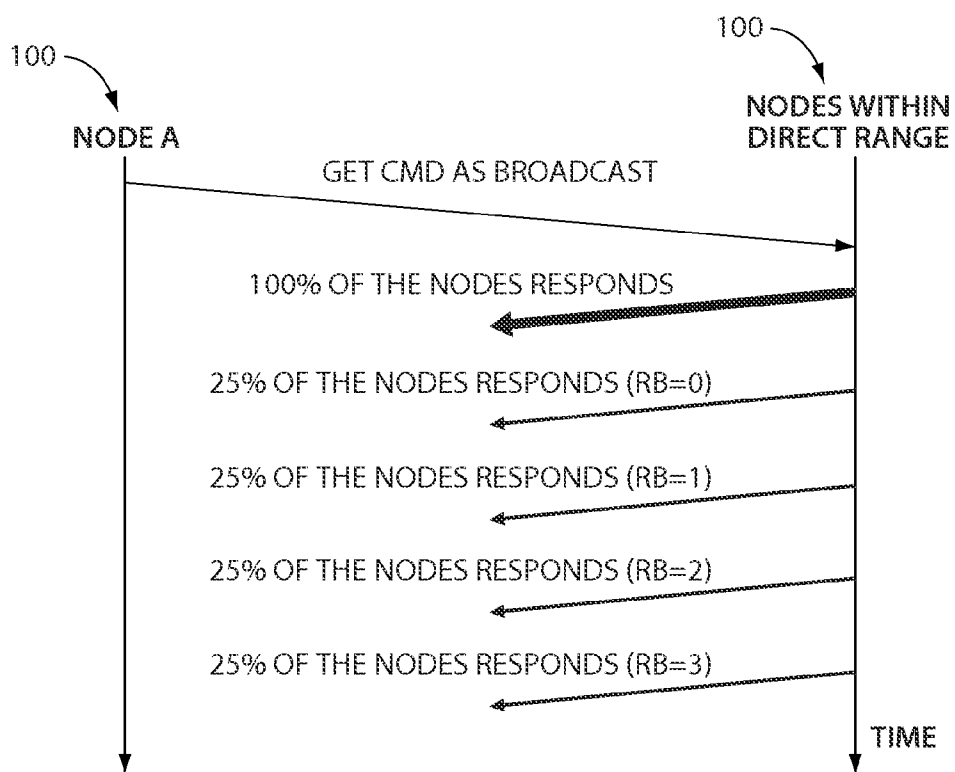 100
100
NODE A
NODES WITHIN
DIRECT RANGE
GET CMD AS BROADCAST
100% OF THE NODES RESPONDS
25% OF THE NODES RESPONDS (RB=0)
25% OF THE NODES RESPONDS (RB=1)
25% OF THE NODES RESPONDS (RB=2)
25% OF THE NODES RESPONDS (RB=3)
TIME